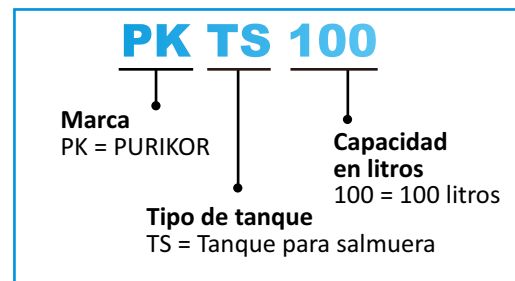 PK TS 100
Marca
PK = PURIKOR
Capacidad
en litros
100 = 100 litros
Tipo de tanque
TS = Tanque para salmuera